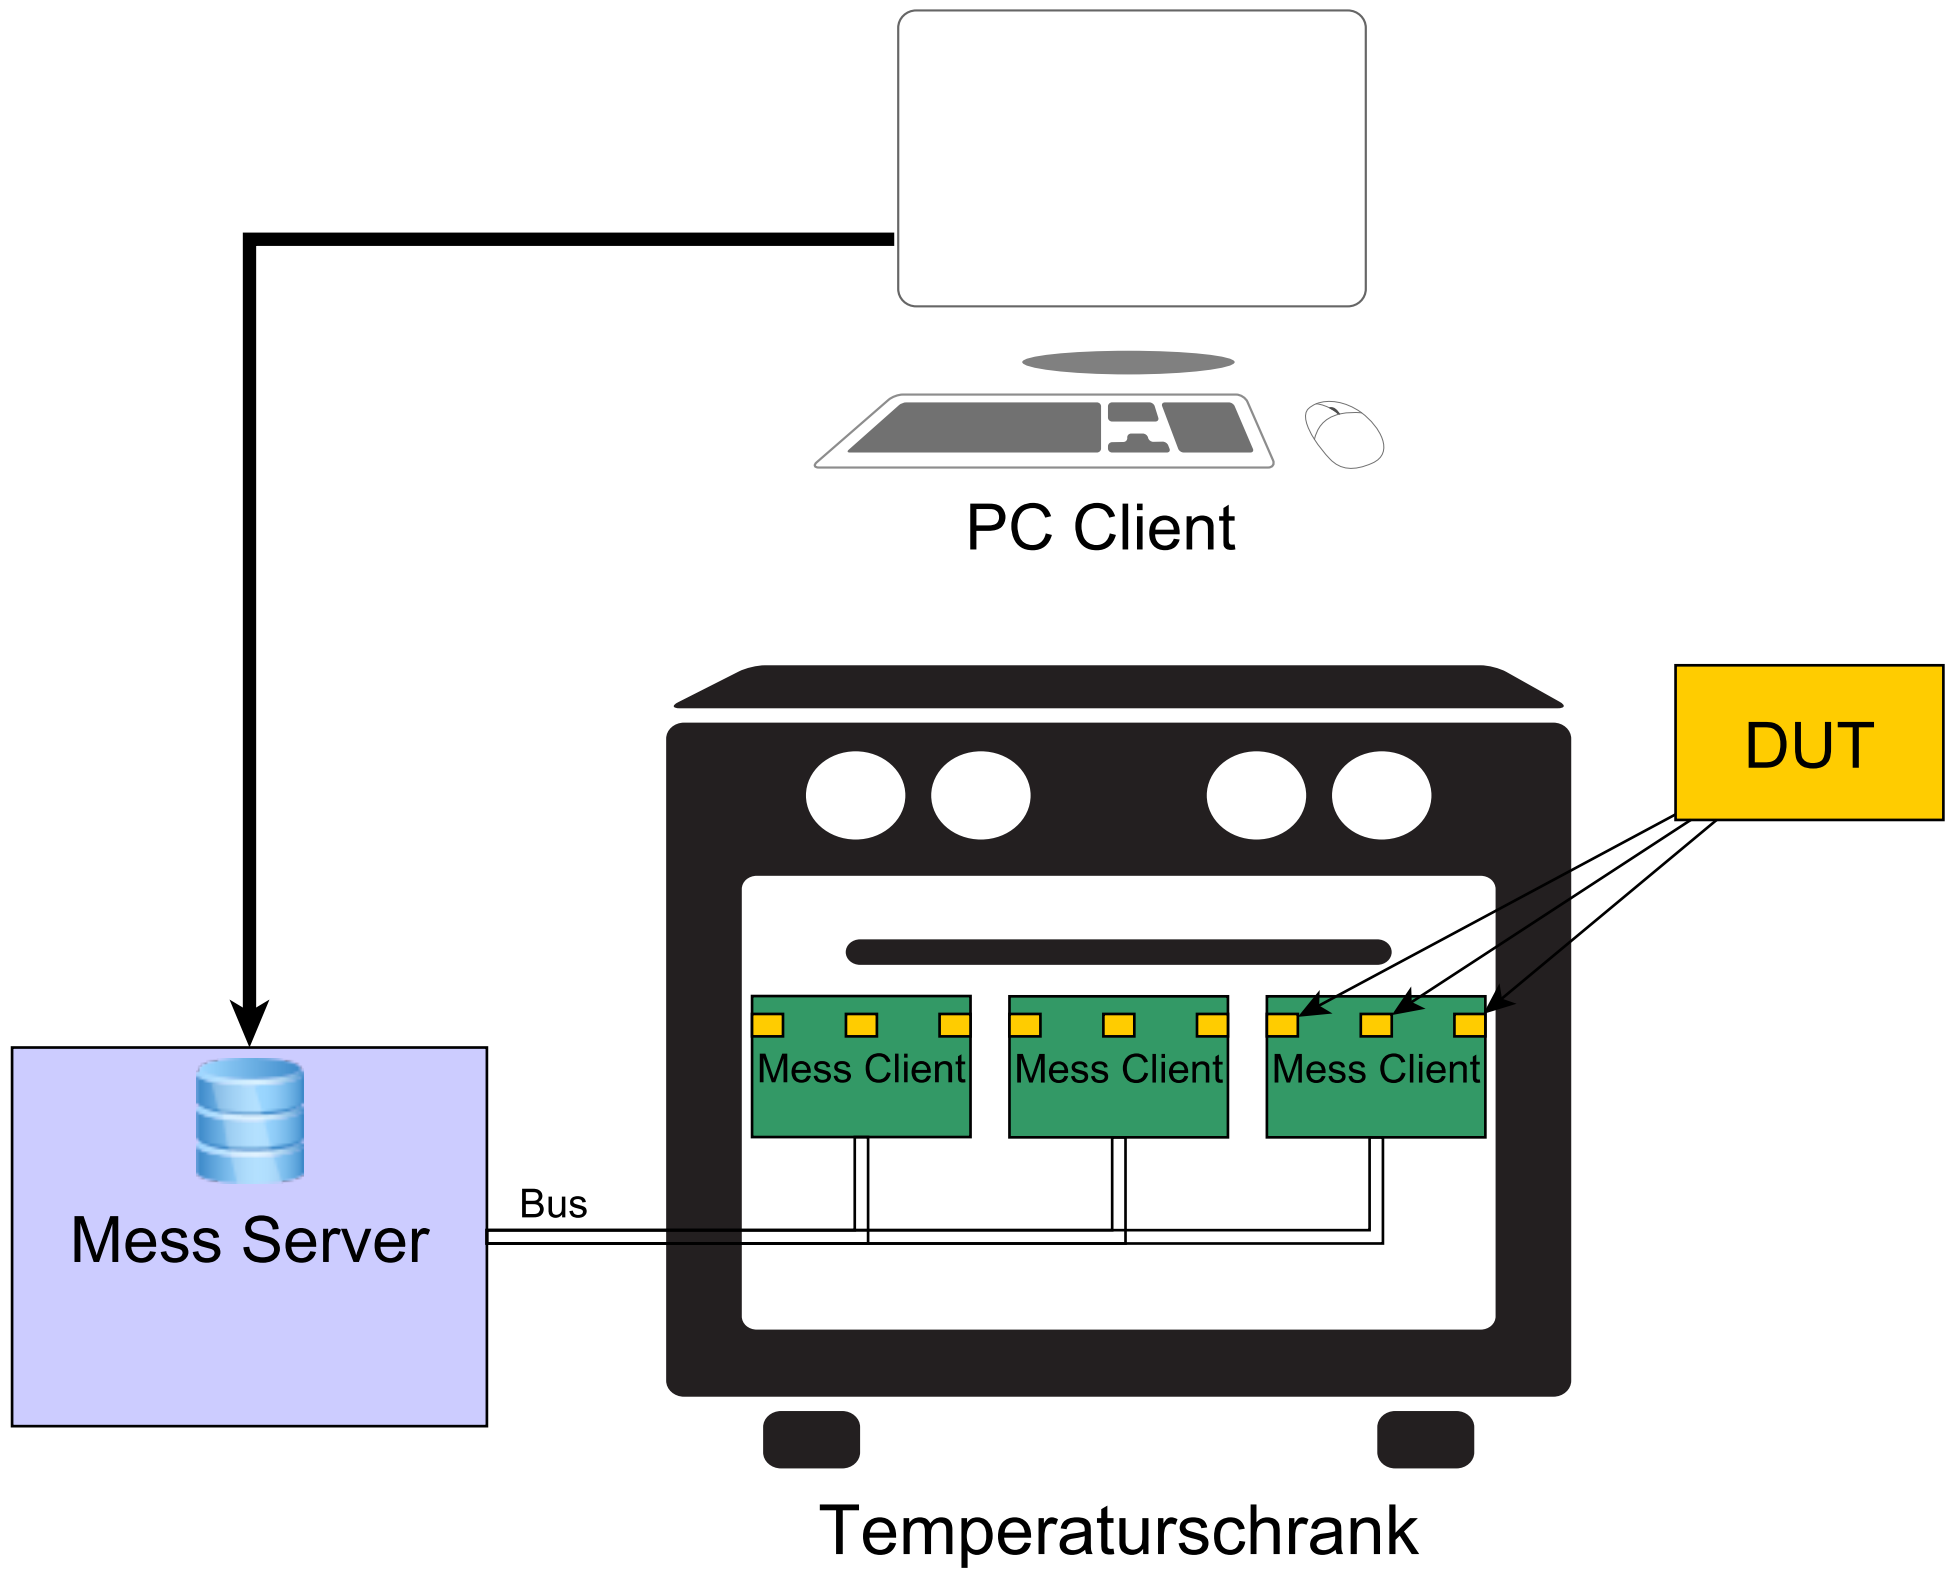 PC Client
DUT
Mess Client
Mess Client
Mess Client
Bus
Mess Server
Temperaturschrank